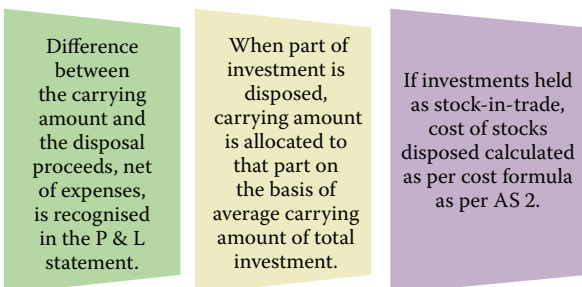 Difference
between
the carrying
amount and
the disposal
proceeds, net
of expenses,
is recognised
in the P & L
statement.
When part of
investment is
disposed,
carrying amount
is allocated to
that part on
the basis of
average carrying
amount of total
investment.
If investments held
as stock-in-trade,
cost of stocks
disposed calculated
as per cost formula
as per AS 2.